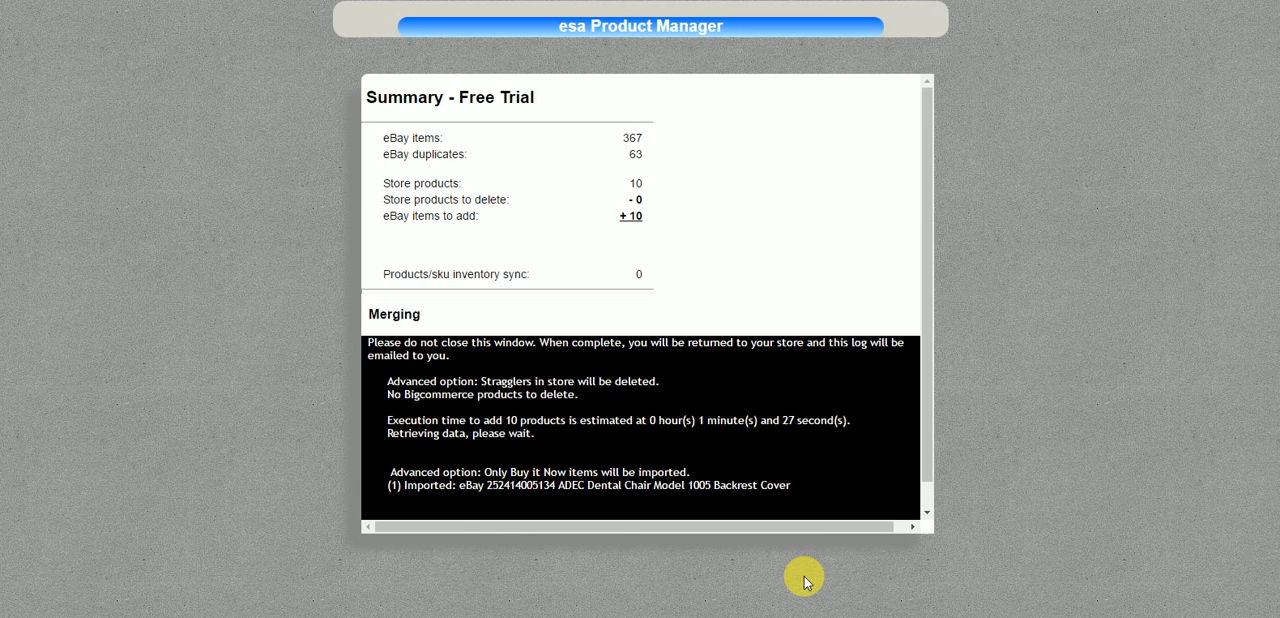 esa Product Manager
Summary - Free Trial
eBay items: 367
eBay duplicates: 63
Store products: 10
Store products to delete: - 0
eBay items to add: + 10
Products/sku inventory sync: 0
Merging
Please do not close this window. When complete, you will be returned to your store and this log will be
emailed to you.
Advanced option: Stragglers in store will be deleted.
No Bigcommerce products to delete.
Execution time to add 10 products is estimated at 0 hour(s) 1 minute(s) and 27 second(s).
Retrieving data, please wait.
Advanced option: Only Buy it Now items will be imported.
(1) Imported: eBay 252414005134 ADEC Dental Chair Model 1005 Backrest Cover